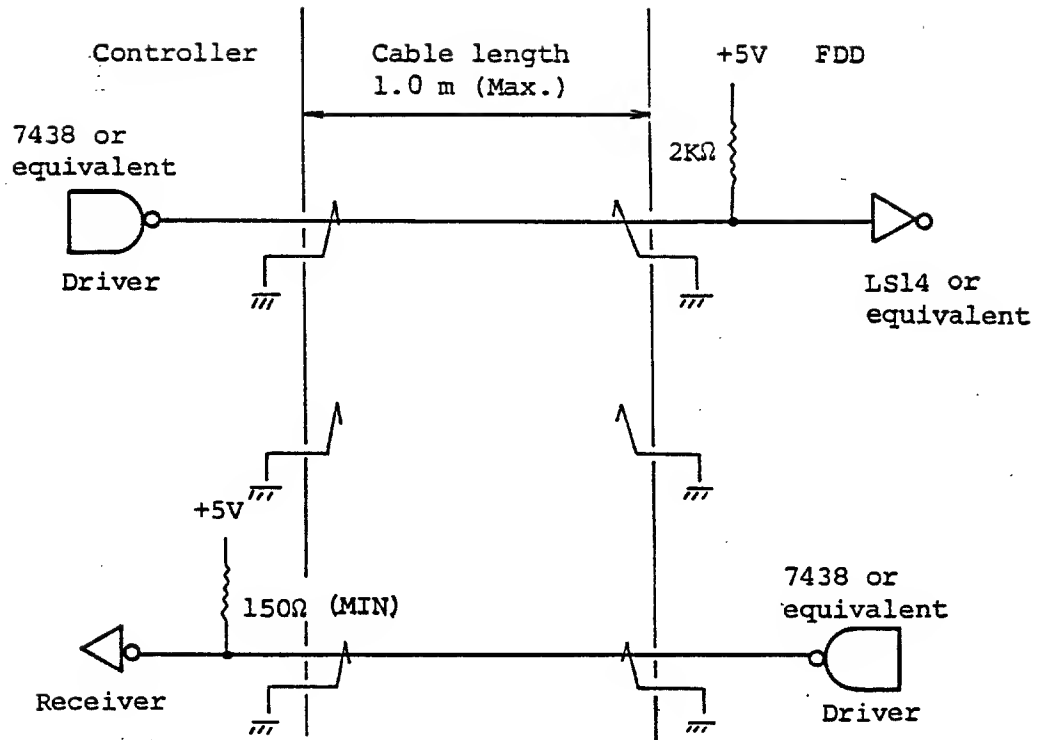 Controller
Cable length
1.0 m (Max.)
+5V FDD
7438 or
equivalent
2KΩ
Driver
LS14 or
equivalent
+5V
150Ω (MIN)
7438 or
equivalent
Receiver
Driver